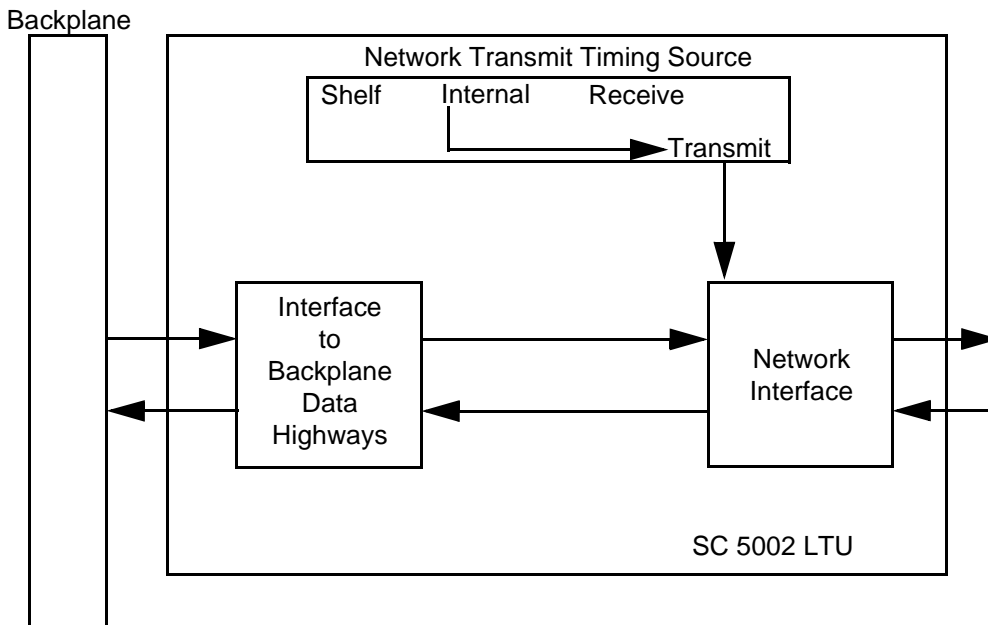 Backplane
Network Transmit Timing Source
Shelf Internal Receive
Transmit
Interface
to
Backplane
Data
Highways
Network
Interface
SC 5002 LTU